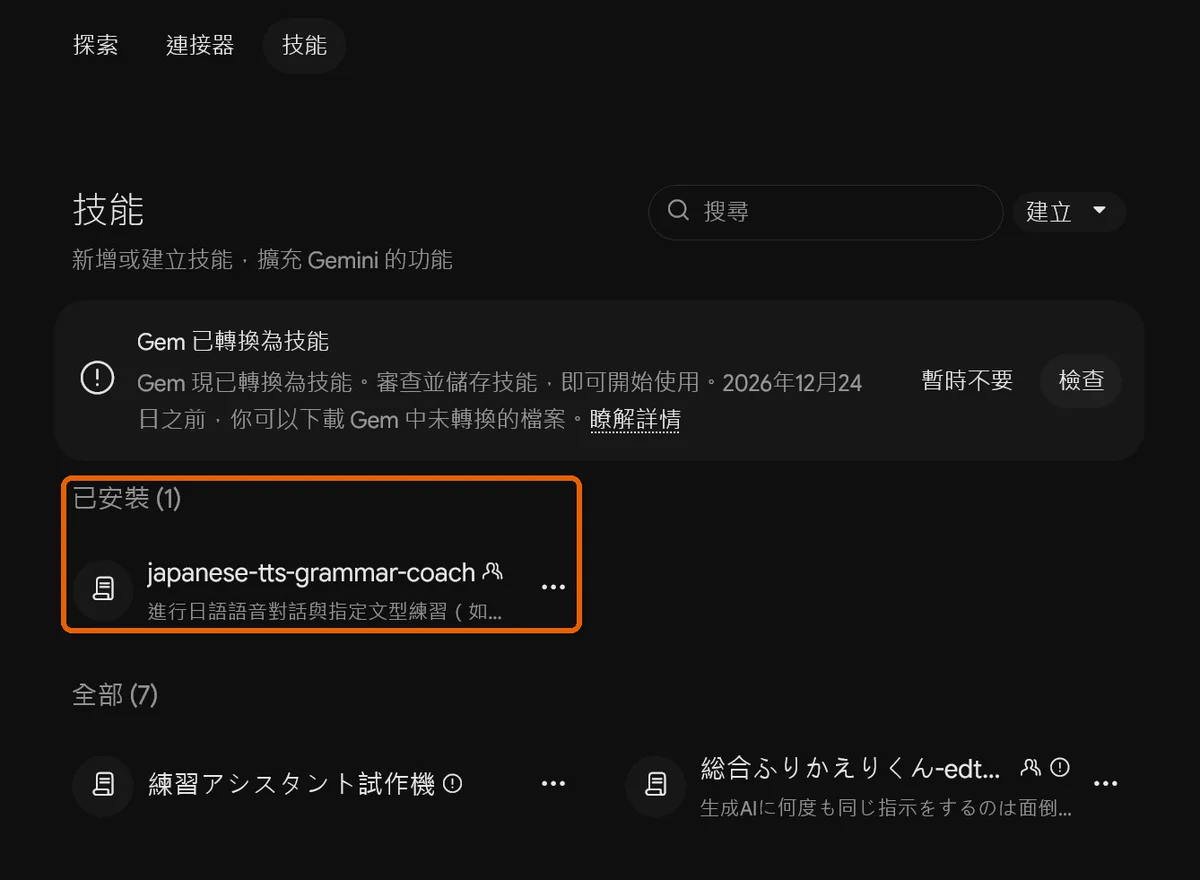 探索 連接器 技能
技能
搜尋
建立
新增或建立技能，擴充 Gemini 的功能
Gem 已轉換為技能
Gem 現已轉換為技能。審查並儲存技能，即可開始使用。2026年12月24
日之前，你可以下載 Gem 中未轉換的檔案。瞭解詳情
暫時不要
檢查
已安裝 (1)
japanese-tts-grammar-coach
進行日語語音對話與指定文型練習（如...
全部 (7)
練習アシスタント試作機
総合ふりかえりくん-edt...
生成AIに何度も同じ指示をするのは面倒...